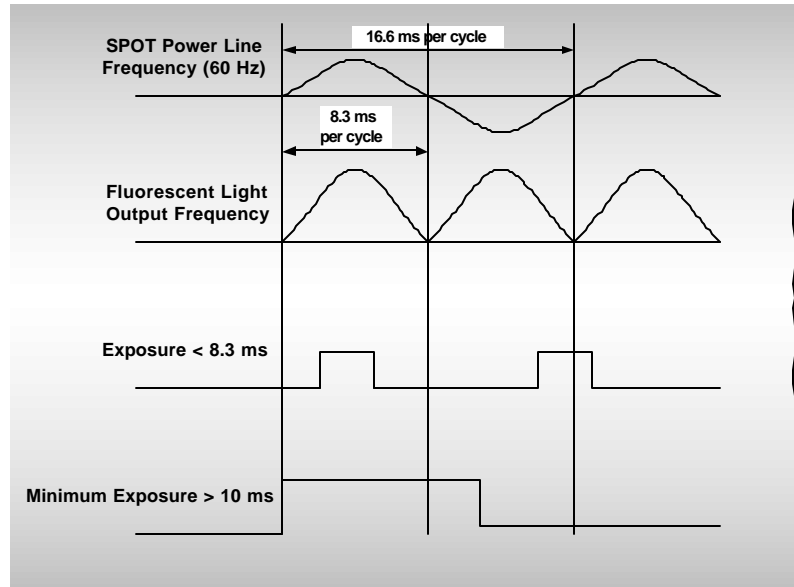 SPOT Power Line
Frequency (60 Hz)
16.6 ms per cycle
8.3 ms
per cycle
Fluorescent Light
Output Frequency
Exposure < 8.3 ms
Minimum Exposure > 10 ms